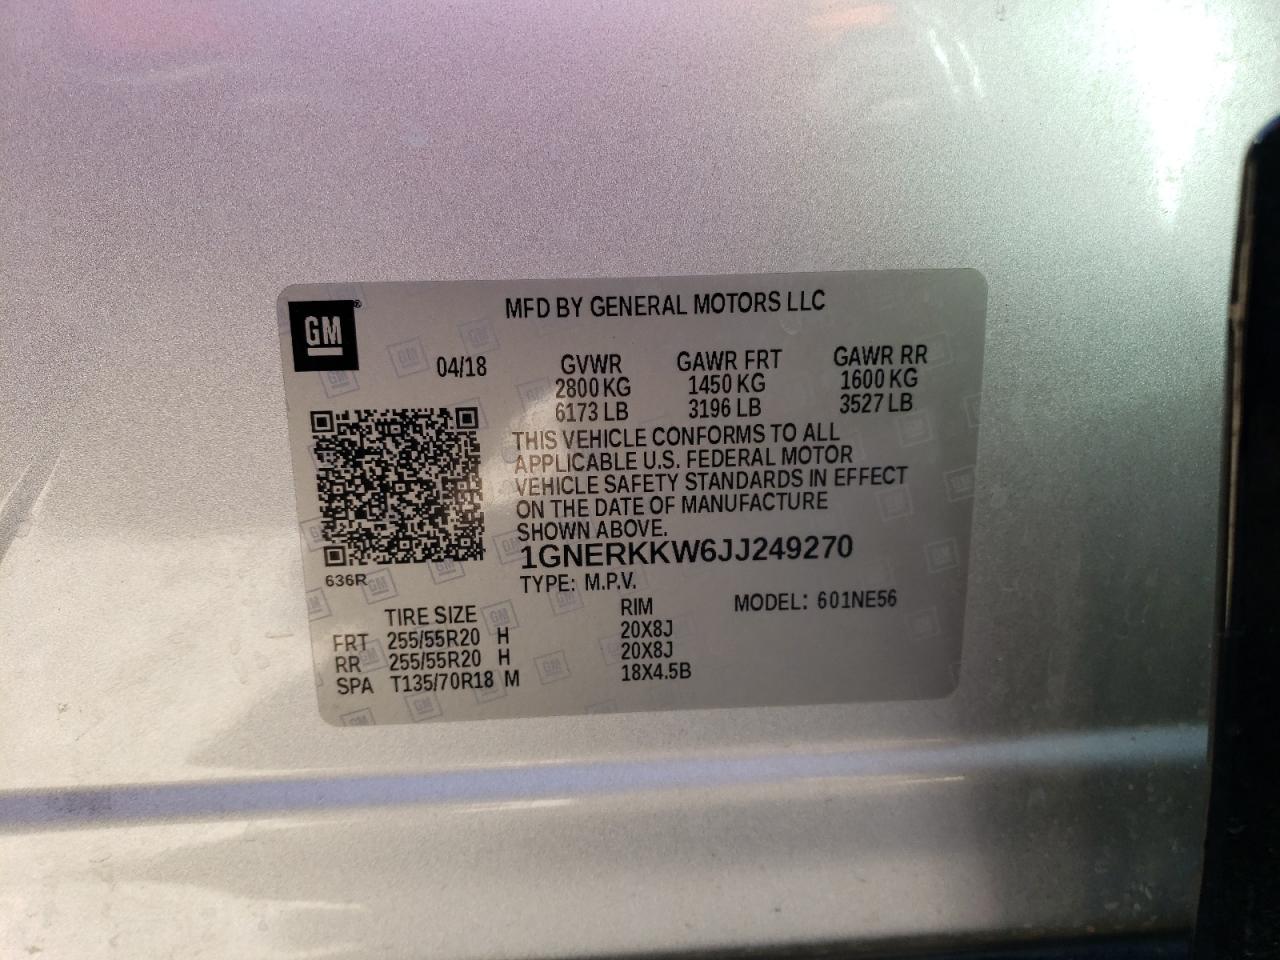 GM
MFD BY GENERAL MOTORS LLC
04/18 GVWR GAWR FRT GAWR RR
2800 KG 1450 KG 1600 KG
6173 LB 3196 LB 3527 LB
THIS VEHICLE CONFORMS TO ALL
APPLICABLE U.S. FEDERAL MOTOR
VEHICLE SAFETY STANDARDS IN EFFECT
ON THE DATE OF MANUFACTURE
SHOWN ABOVE.
1GNERKKW6JJ249270
636R
TYPE: M.P.V.
MODEL: 601NE56
TIRE SIZE RIM
FRT 255/55R20 H 20X8J
RR 255/55R20 H 20X8J
SPA T135/70R18 M 18X4.5B